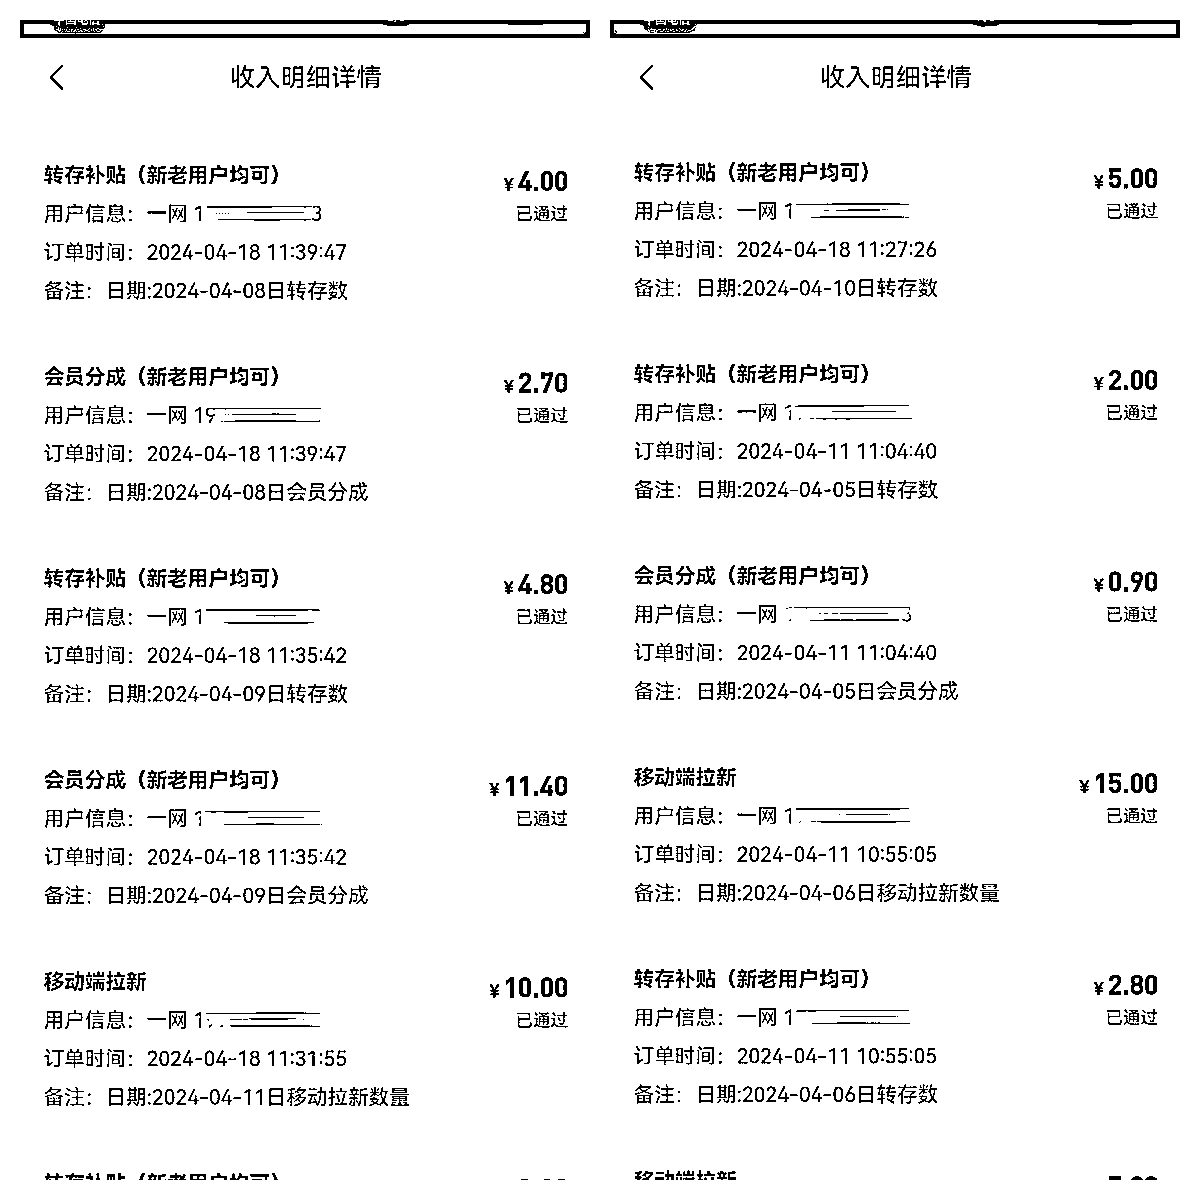 收入明细详情
转存补贴（新老用户均可）
¥4.00
用户信息：一网 1 3
已通过
订单时间：2024-04-18 11:39:47
备注：日期:2024-04-08日转存数
会员分成（新老用户均可）
¥2.70
用户信息：一网 19
已通过
订单时间：2024-04-18 11:39:47
备注：日期:2024-04-08日会员分成
转存补贴（新老用户均可）
¥4.80
用户信息：一网 1
已通过
订单时间：2024-04-18 11:35:42
备注：日期:2024-04-09日转存数
会员分成（新老用户均可）
¥11.40
用户信息：一网 1
已通过
订单时间：2024-04-18 11:35:42
备注：日期:2024-04-09日会员分成
移动端拉新
¥10.00
用户信息：一网 1
已通过
订单时间：2024-04-18 11:31:55
备注：日期:2024-04-11日移动拉新数量
转存补贴（新老用户均可）
收入明细详情
转存补贴（新老用户均可）
¥5.00
用户信息：一网 1
已通过
订单时间：2024-04-18 11:27:26
备注：日期:2024-04-10日转存数
转存补贴（新老用户均可）
¥2.00
用户信息：一网 1
已通过
订单时间：2024-04-11 11:04:40
备注：日期:2024-04-05日转存数
会员分成（新老用户均可）
¥0.90
用户信息：一网
已通过
订单时间：2024-04-11 11:04:40
备注：日期:2024-04-05日会员分成
移动端拉新
¥15.00
用户信息：一网 1
已通过
订单时间：2024-04-11 10:55:05
备注：日期:2024-04-06日移动拉新数量
转存补贴（新老用户均可）
¥2.80
用户信息：一网 1
已通过
订单时间：2024-04-11 10:55:05
备注：日期:2024-04-06日转存数
移动端拉新